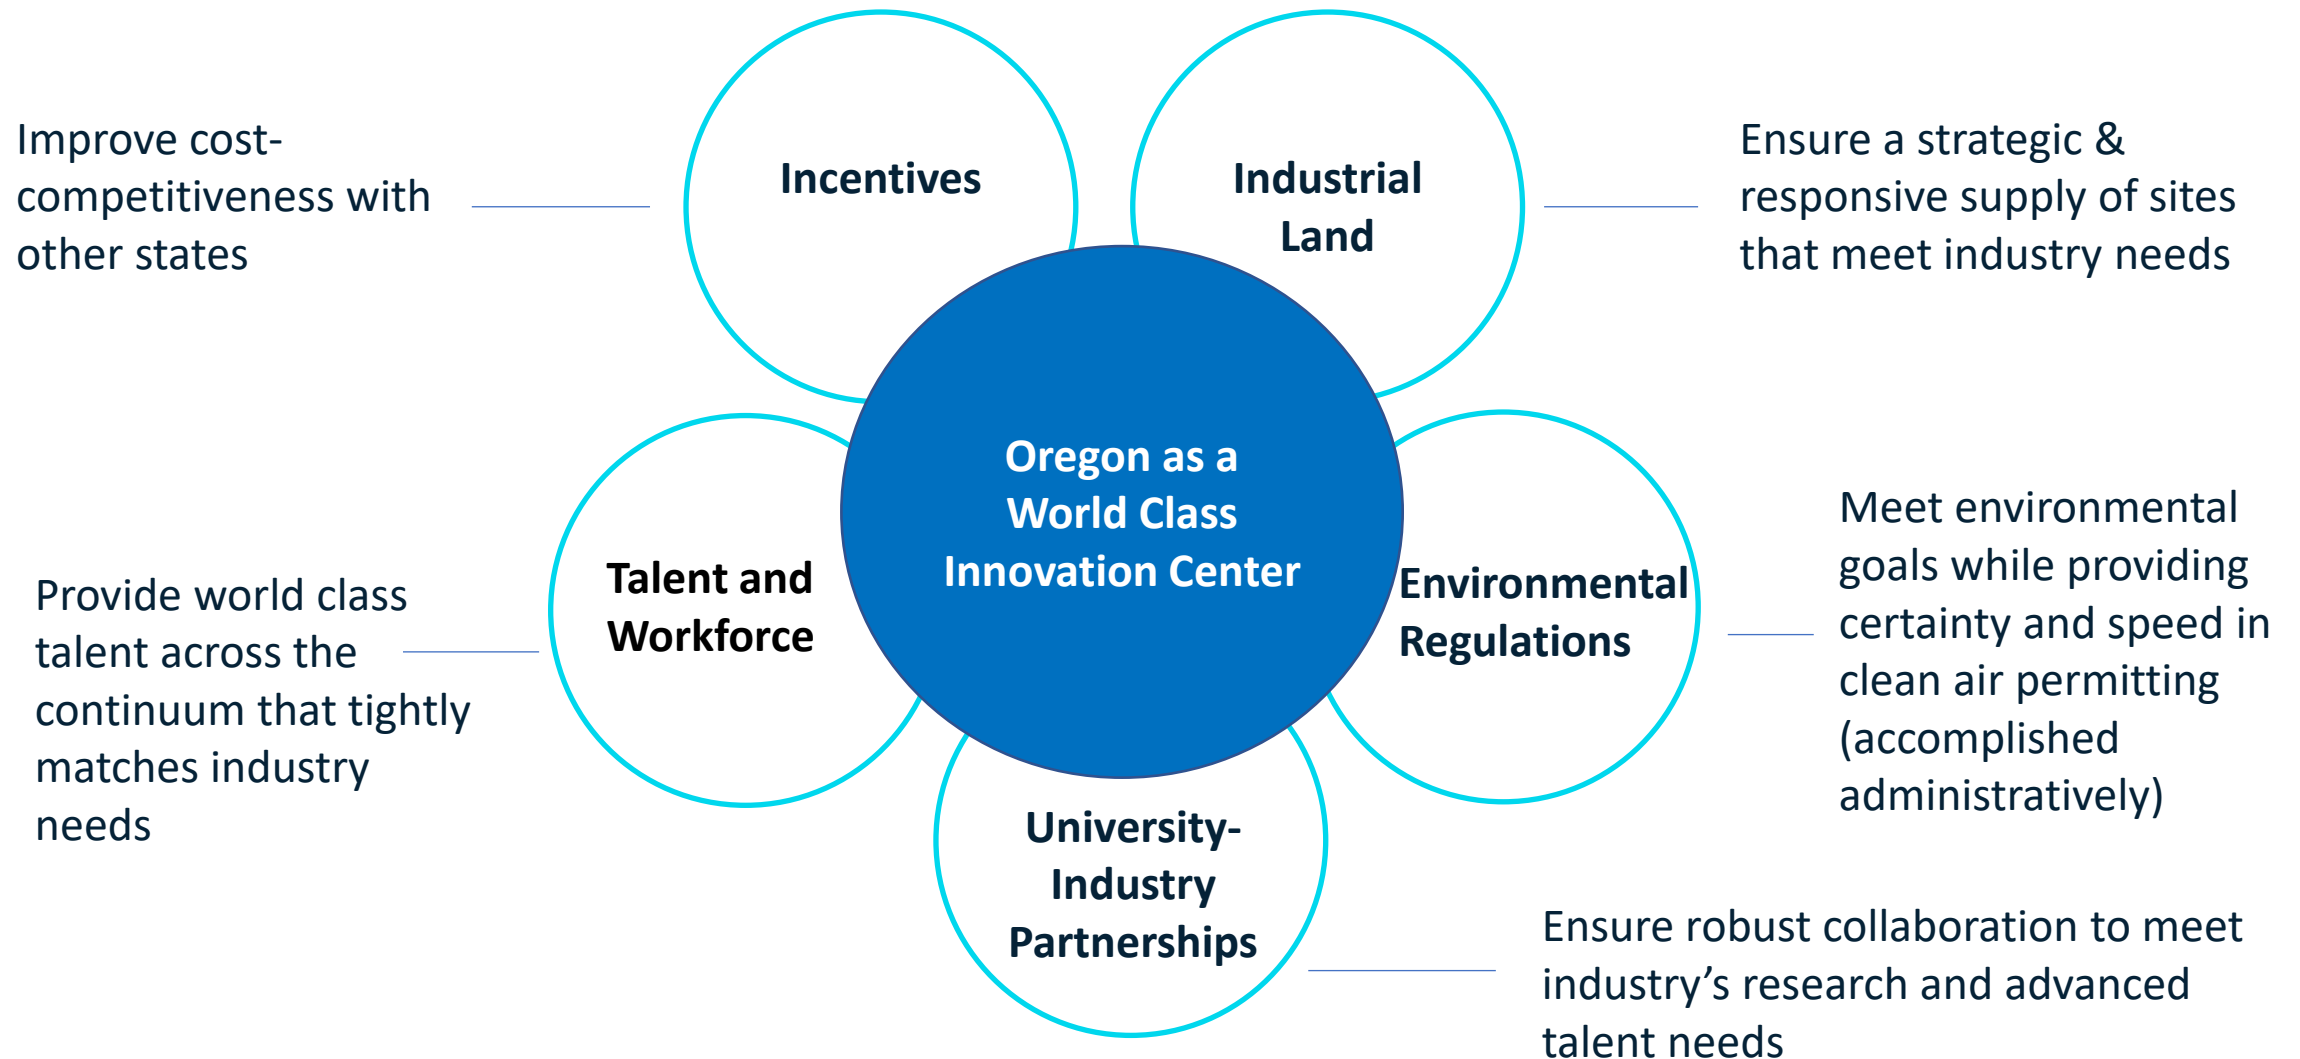 Improve cost-
competitiveness with
other states
Incentives
Industrial
Land
Ensure a strategic &
responsive supply of sites
that meet industry needs
Oregon as a
World Class
Innovation Center
Talent and
Workforce
Provide world class
talent across the
continuum that tightly
matches industry
needs
Environmental
Regulations
Meet environmental
goals while providing
certainty and speed in
clean air permitting
(accomplished
administratively)
University-
Industry
Partnerships
Ensure robust collaboration to meet
industry’s research and advanced
talent needs